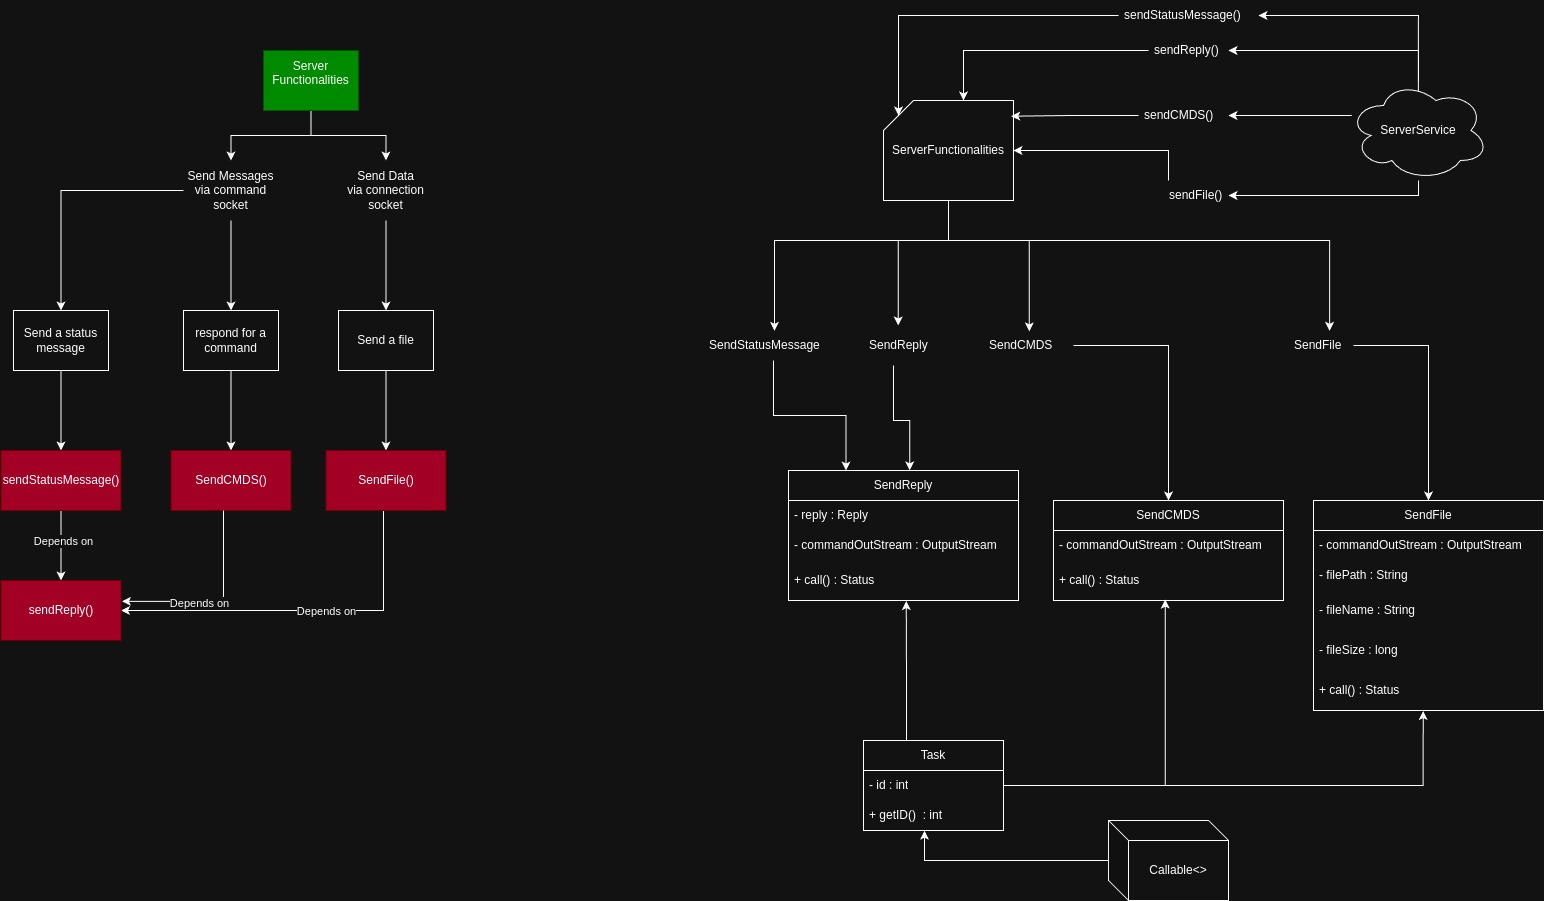 Server
Functionalities
Send Messages
via command
socket
Send Data
via connection
socket
Send a status
message
respond for a
command
Send a file
sendStatusMessage()
SendCMDS()
SendFile()
Depends on
sendReply()
Depends on
Depends on
sendStatusMessage()
sendReply()
sendCMDS()
sendFile()
ServerService
ServerFunctionalities
SendStatusMessage
SendReply
SendCMDS
SendFile
SendReply
- reply : Reply
- commandOutStream : OutputStream
+ call() : Status
SendCMDS
- commandOutStream : OutputStream
+ call() : Status
SendFile
- commandOutStream : OutputStream
- filePath : String
- fileName : String
- fileSize : long
+ call() : Status
Task
- id : int
+ getID() : int
Callable<>